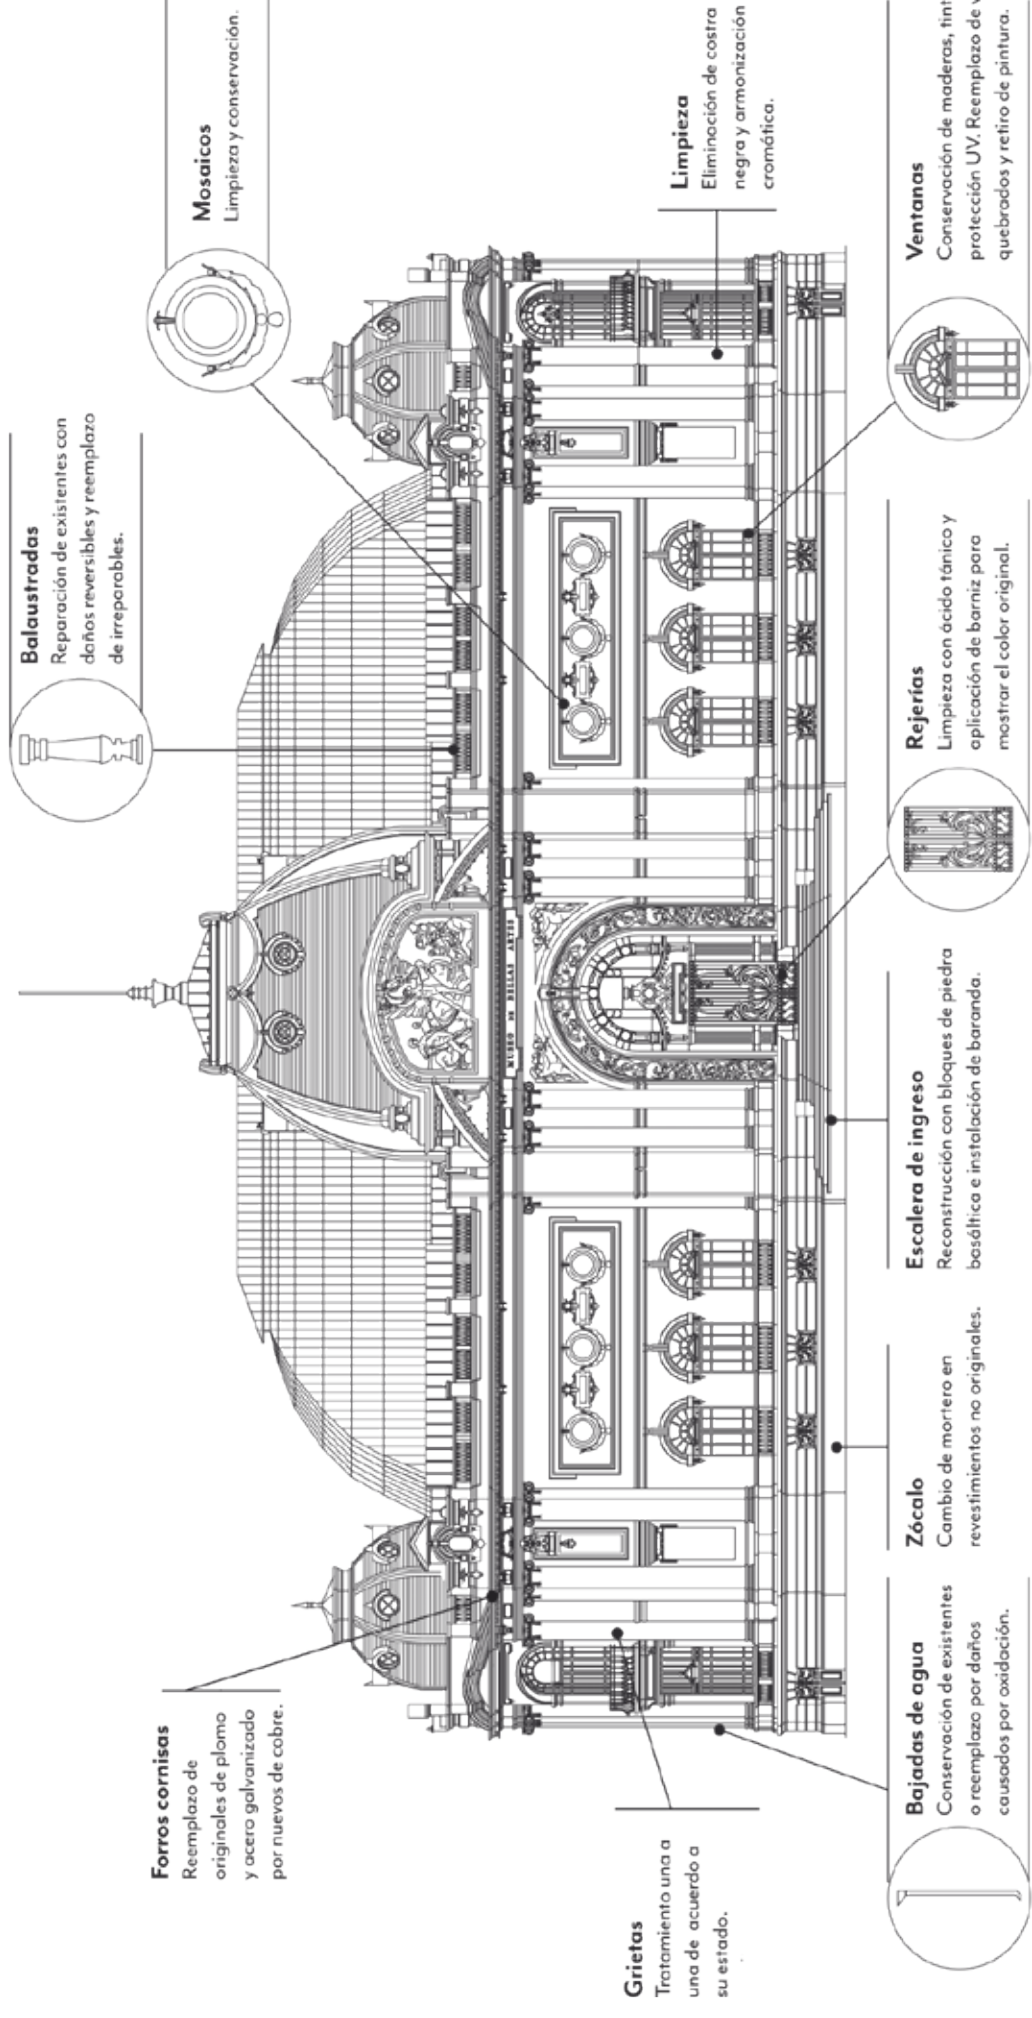 Forros cornisas
Reemplazo de
originales de plomo
y acero galvanizado
por nuevos de cobre.
Balaustradas
Reparación de existentes con
daños reversibles y reemplazo
de irreparables.
Mosaicos
Limpieza y conservación.
Grietas
Tratamiento una a
una de acuerdo a
su estado.
MUSEO DE BELLAS ARTES
Limpieza
Eliminación de costra
negra y armonización
cromática.
Bajadas de agua
Conservación de existentes
o reemplazo por daños
causados por oxidación.
Zócalo
Cambio de mortero en
revestimientos no originales.
Escalera de ingreso
Reconstrucción con bloques de piedra
basáltica e instalación de baranda.
Rejerías
Limpieza con ácido tánico y
aplicación de barniz para
mostrar el color original.
Ventanas
Conservación de maderas,
protección UV. Reemplazo de
quebrados y retiro de pintura.